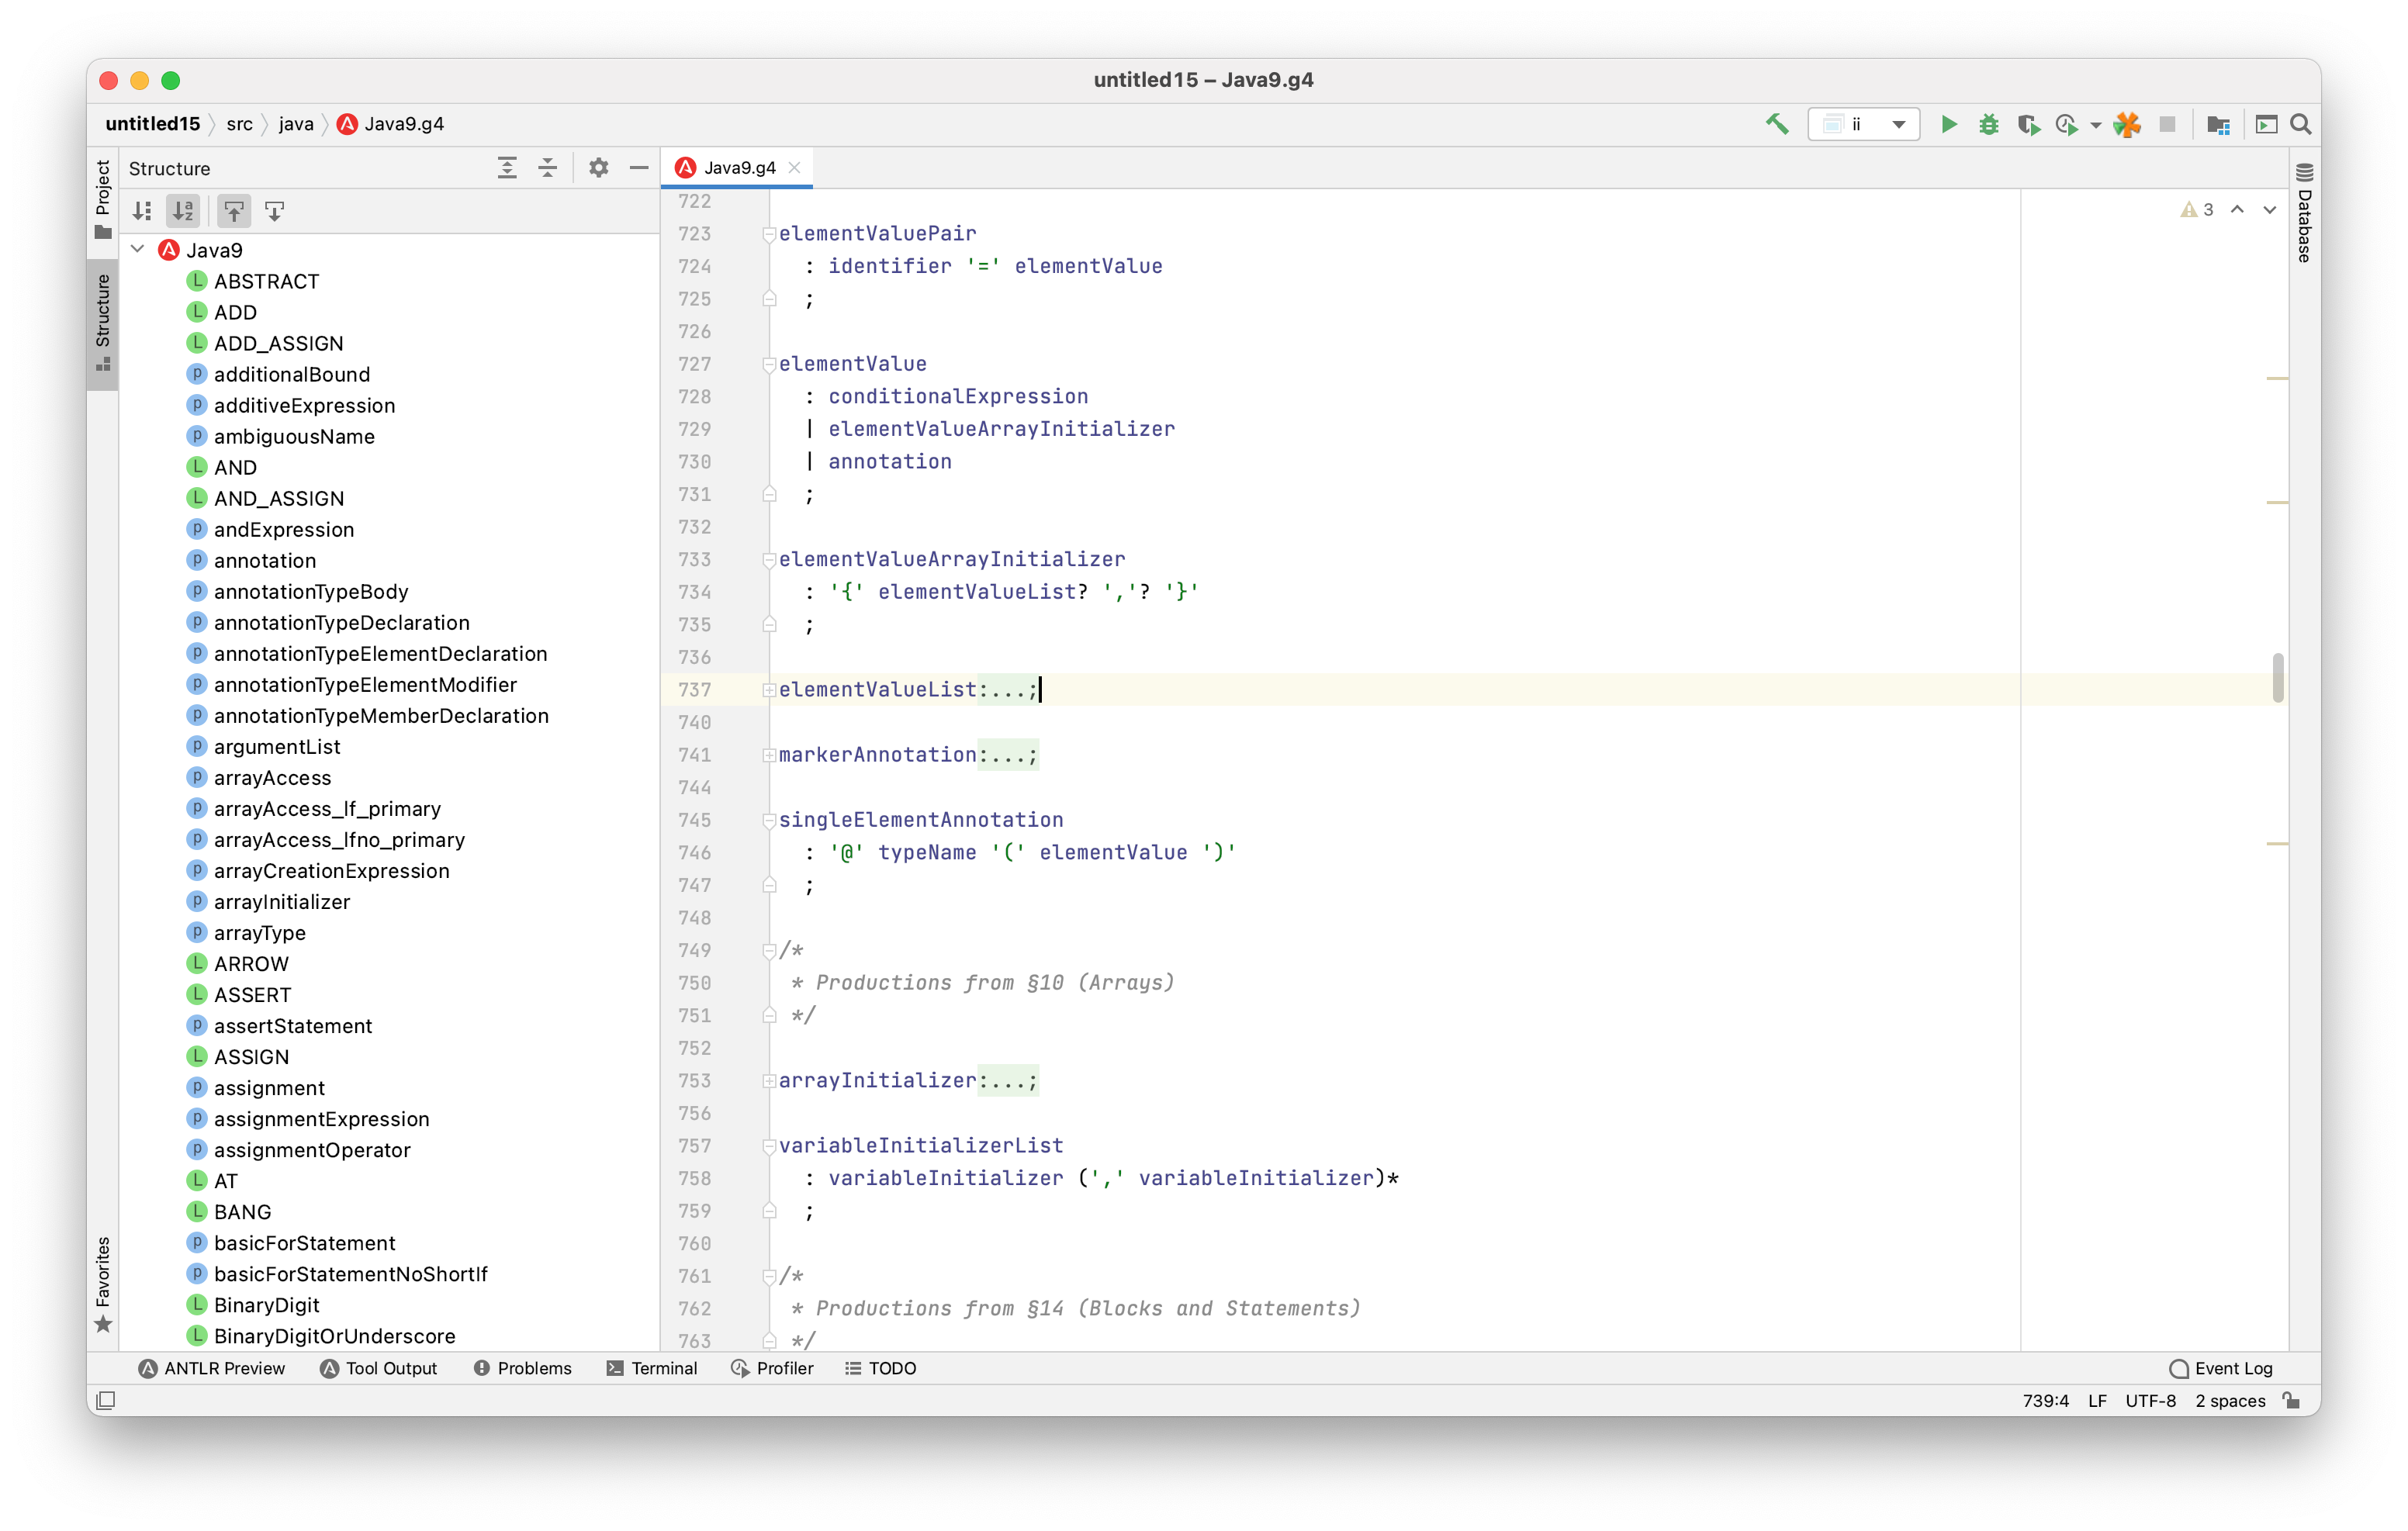 untitled15 – Java9.g4
untitled15 src java Java9.g4
ii
Project
Structure
Favorites
Structure
Java9
ABSTRACT
ADD
ADD_ASSIGN
additionalBound
additiveExpression
ambiguousName
AND
AND_ASSIGN
andExpression
annotation
annotationTypeBody
annotationTypeDeclaration
annotationTypeElementDeclaration
annotationTypeElementModifier
annotationTypeMemberDeclaration
argumentList
arrayAccess
arrayAccess_lf_primary
arrayAccess_lfno_primary
arrayCreationExpression
arrayInitializer
arrayType
ARROW
ASSERT
assertStatement
ASSIGN
assignment
assignmentExpression
assignmentOperator
AT
BANG
basicForStatement
basicForStatementNoShortIf
BinaryDigit
BinaryDigitOrUnderscore
Java9.g4
3
722
723 elementValuePair
724 : identifier '=' elementValue
725 ;
726
727 elementValue
728 : conditionalExpression
729 | elementValueArrayInitializer
730 | annotation
731 ;
732
733 elementValueArrayInitializer
734 : '{' elementValueList? ','? '}'
735 ;
736
737 elementValueList:...;
740
741 markerAnnotation:...;
744
745 singleElementAnnotation
746 : '@' typeName '(' elementValue ')'
747 ;
748
749 /*
750 * Productions from §10 (Arrays)
751 */
752
753 arrayInitializer:...;
756
757 variableInitializerList
758 : variableInitializer (',' variableInitializer)*
759 ;
760
761 /*
762 * Productions from §14 (Blocks and Statements)
763 */
Database
ANTLR Preview Tool Output Problems Terminal Profiler TODO Event Log
739:4 LF UTF-8 2 spaces